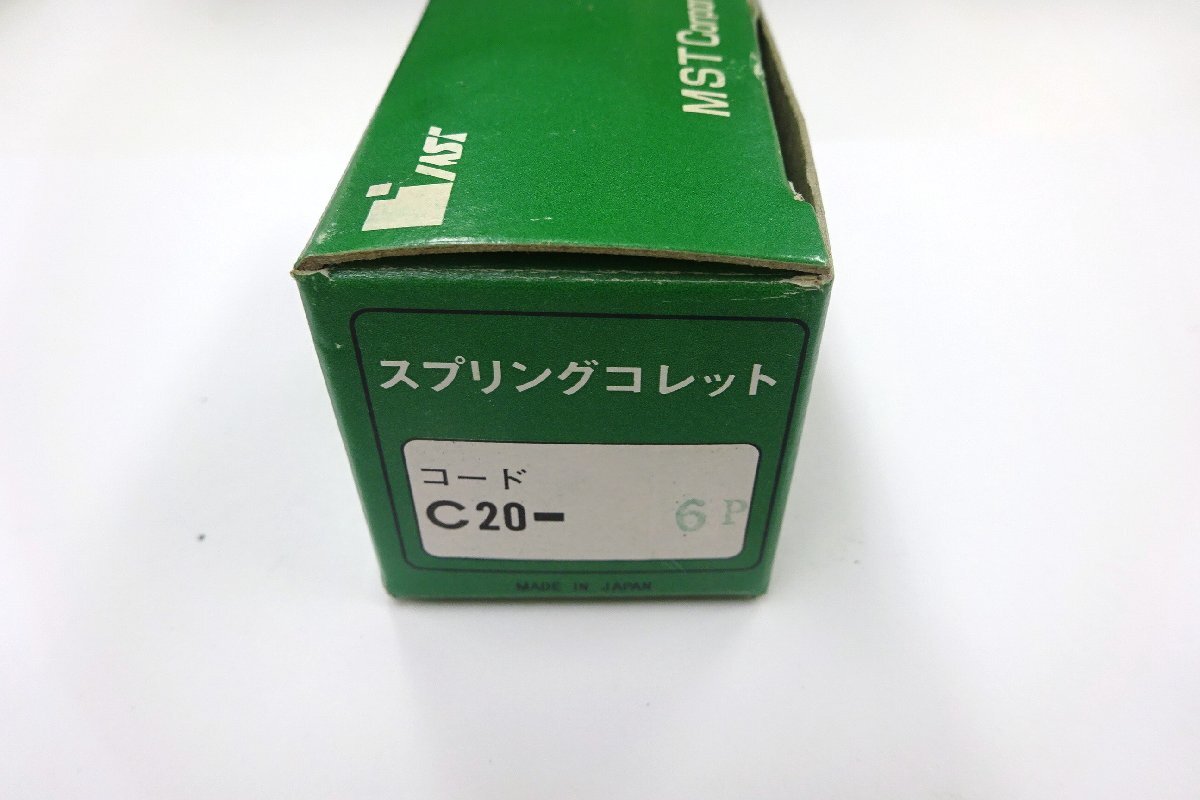 MST
MST Corpor
スプリングコレット
コード
C20- 6P
MADE IN JAPAN